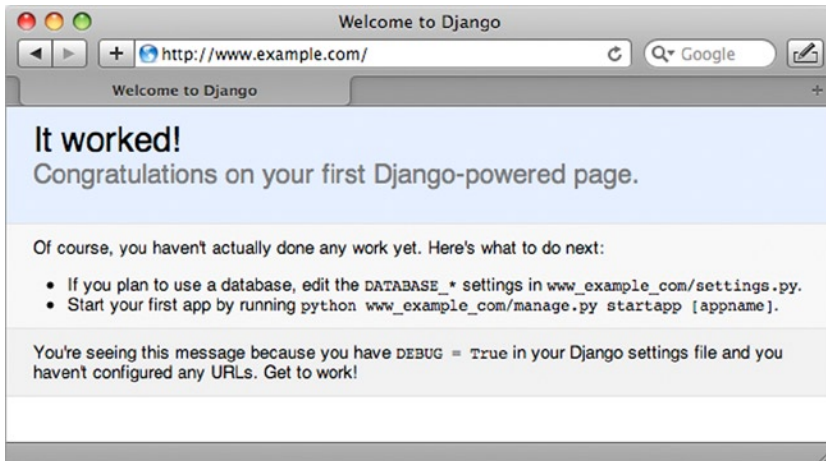 Welcome to Django
http://www.example.com/
Google
Welcome to Django
It worked!
Congratulations on your first Django-powered page.
Of course, you haven't actually done any work yet. Here's what to do next:
• If you plan to use a database, edit the DATABASE_* settings in www_example_com/settings.py.
• Start your first app by running python www_example_com/manage.py startapp [appname].
You're seeing this message because you have DEBUG = True in your Django settings file and you
haven't configured any URLs. Get to work!